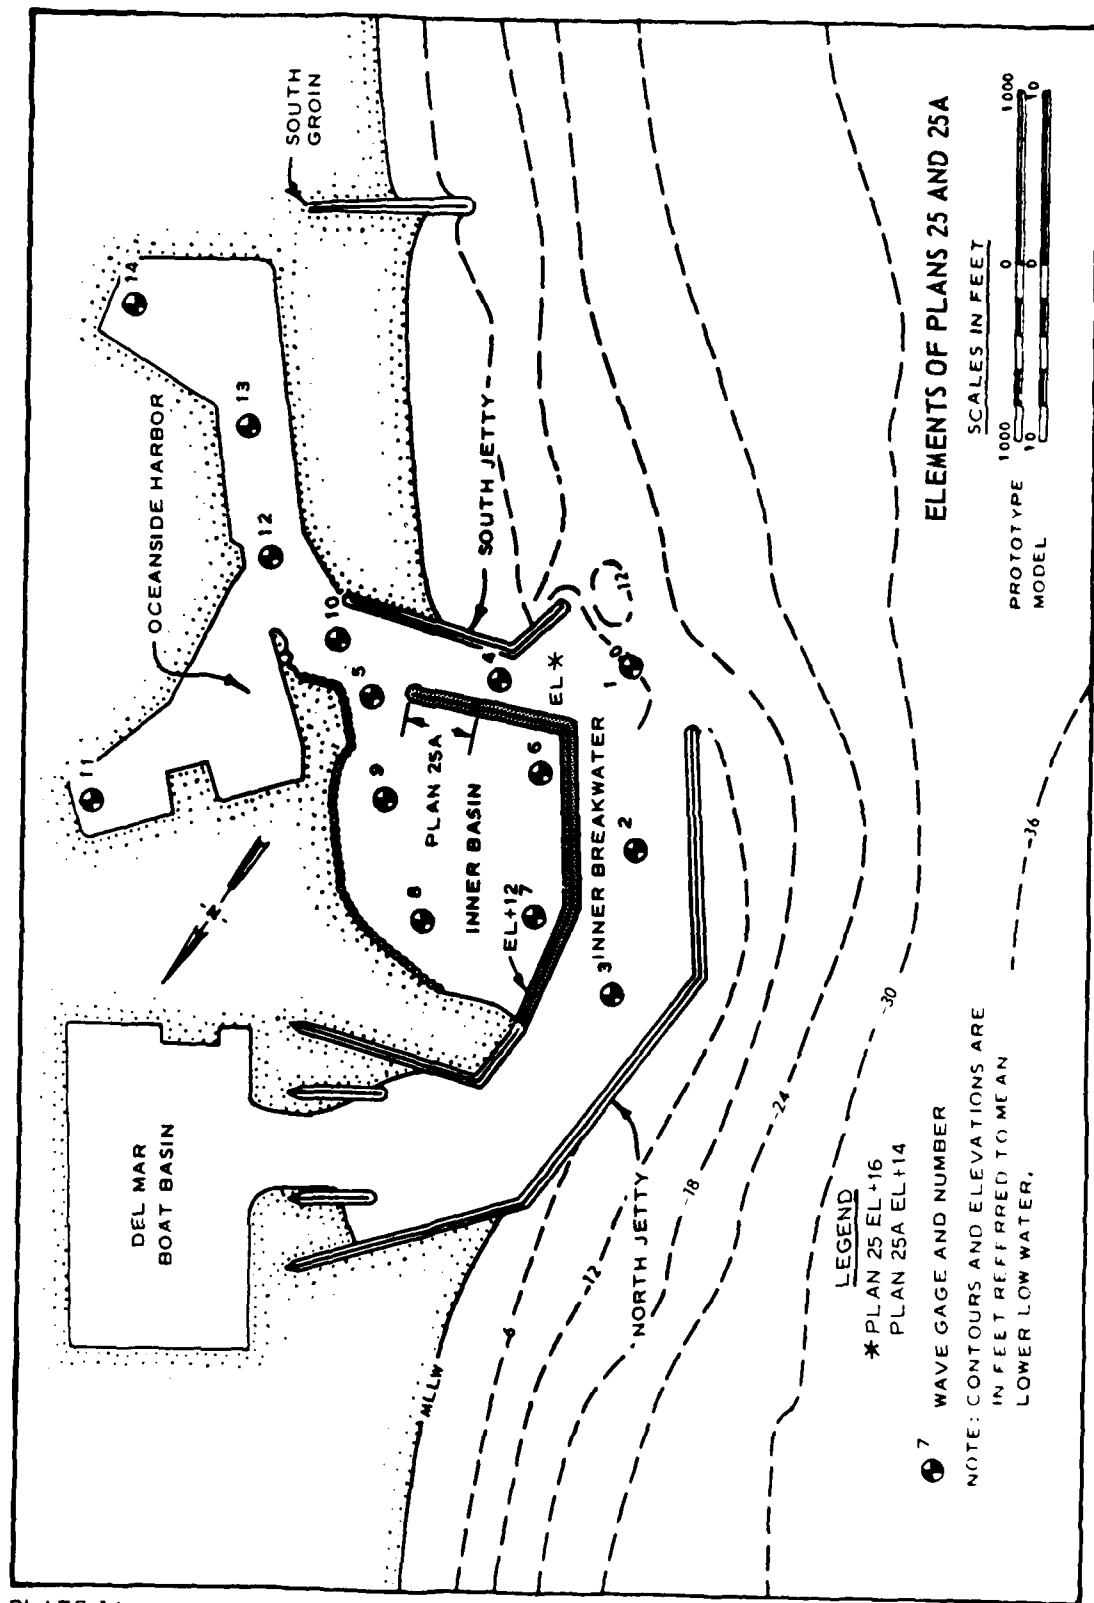 SOUTH
GROIN
14
13
OCEANSIDE HARBOR
12
10
11
5
9
4
SOUTH JETTY
PLAN 25A
EL *
6
8
INNER BASIN
EL+12
7
INNER BREAKWATER
1
2
3
-12
N
DEL MAR
BOAT BASIN
MLLW
-6
-12
-18
-24
-30
-36
NORTH JETTY
ELEMENTS OF PLANS 25 AND 25A
SCALES IN FEET
PROTOTYPE 1000 0 1000
MODEL 10 0 10
LEGEND
* PLAN 25 EL+16
PLAN 25A EL+14
7 WAVE GAGE AND NUMBER
NOTE: CONTOURS AND ELEVATIONS ARE
IN FEET REFERRED TO MEAN
LOWER LOW WATER.